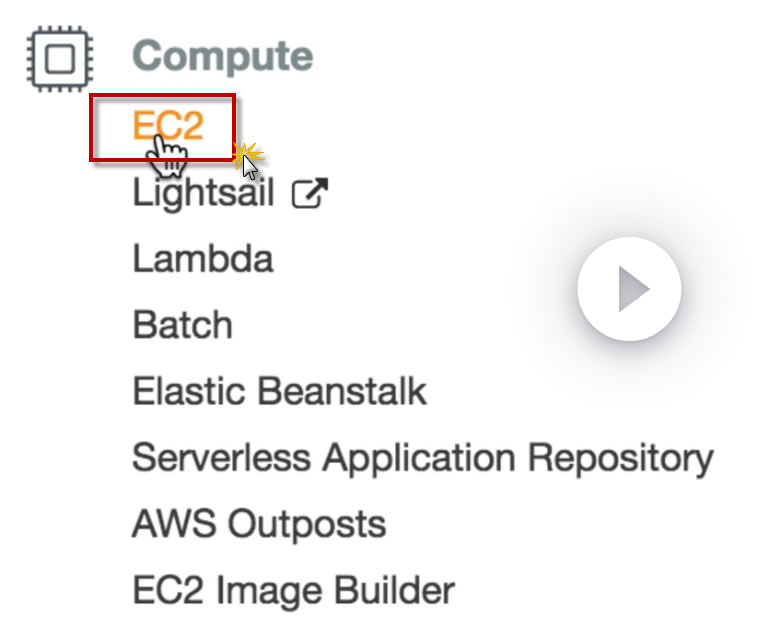 Compute
EC2
Lightsail
Lambda
Batch
Elastic Beanstalk
Serverless Application Repository
AWS Outposts
EC2 Image Builder